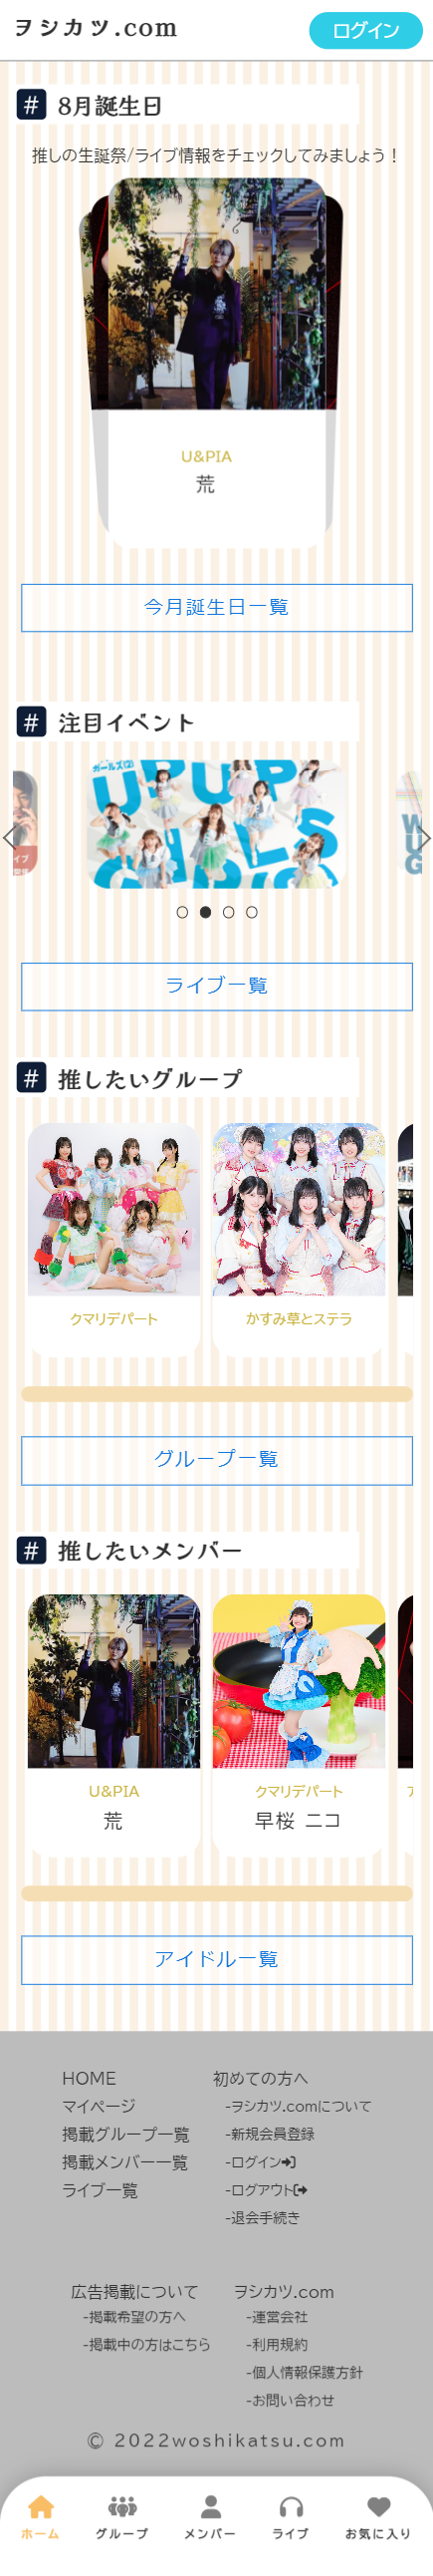 ヲシカツ.com
ログイン
# 8月誕生日
推しの生誕祭/ライブ情報をチェックしてみましょう！
U&PIA
荒
今月誕生日一覧
# 注目イベント
ガールズ(2)
UPUP
GIRLS
イブ
WUG
ライブ一覧
# 推したいグループ
クマリデパート
かすみ草とステラ
グループ一覧
# 推したいメンバー
U&PIA
荒
クマリデパート
早桜 ニコ
アイドル一覧
HOME
マイページ
掲載グループ一覧
掲載メンバー一覧
ライブ一覧
初めての方へ
-ヲシカツ.comについて
-新規会員登録
-ログイン
-ログアウト
-退会手続き
広告掲載について
-掲載希望の方へ
-掲載中の方はこちら
ヲシカツ.com
-運営会社
-利用規約
-個人情報保護方針
-お問い合わせ
© 2022woshikatsu.com
ホーム
グループ
メンバー
ライブ
お気に入り